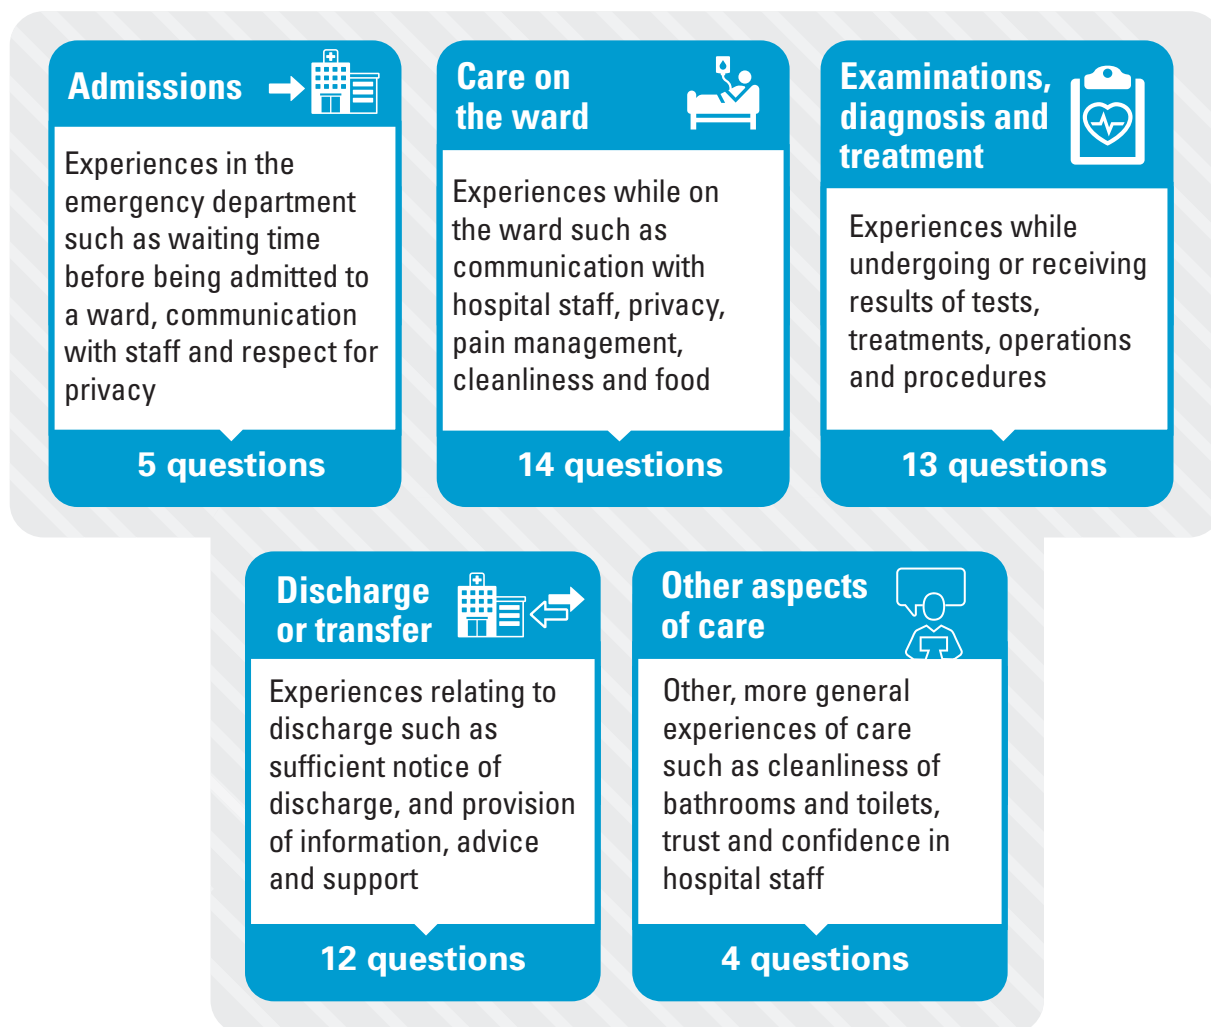 Admissions
Experiences in the
emergency department
such as waiting time
before being admitted to
a ward, communication
with staff and respect for
privacy
5 questions
Care on
the ward
Experiences while on
the ward such as
communication with
hospital staff, privacy,
pain management,
cleanliness and food
14 questions
Examinations,
diagnosis and
treatment
Experiences while
undergoing or receiving
results of tests,
treatments, operations
and procedures
13 questions
Discharge
or transfer
Experiences relating to
discharge such as
sufficient notice of
discharge, and provision
of information, advice
and support
12 questions
Other aspects
of care
Other, more general
experiences of care
such as cleanliness of
bathrooms and toilets,
trust and confidence in
hospital staff
4 questions